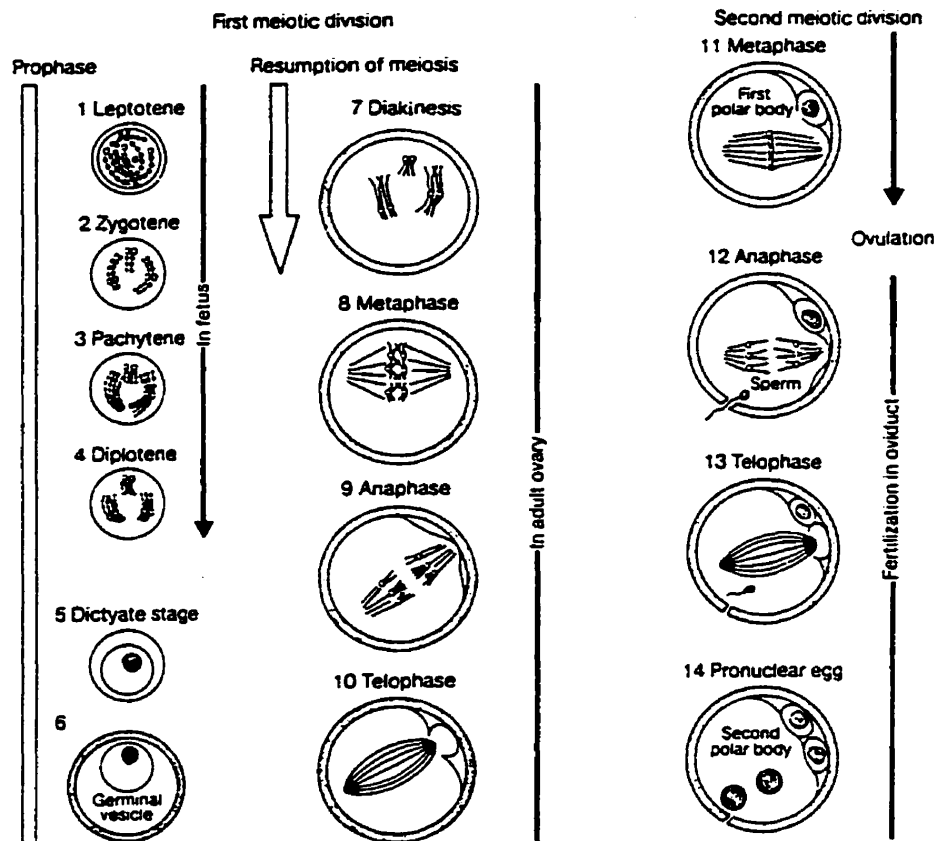 First meiotic division
Second meiotic division
Prophase
Resumption of meiosis
1 Leptotene
2 Zygotene
3 Pachytene
4 Diplotene
In fetus
5 Dictyate stage
6
Germinal
vesicle
7 Diakinesis
8 Metaphase
9 Anaphase
10 Telophase
In adult ovary
11 Metaphase
First
polar body
Ovulation
12 Anaphase
Sperm
13 Telophase
14 Pronuclear egg
Second
polar body
Fertilization in oviduct